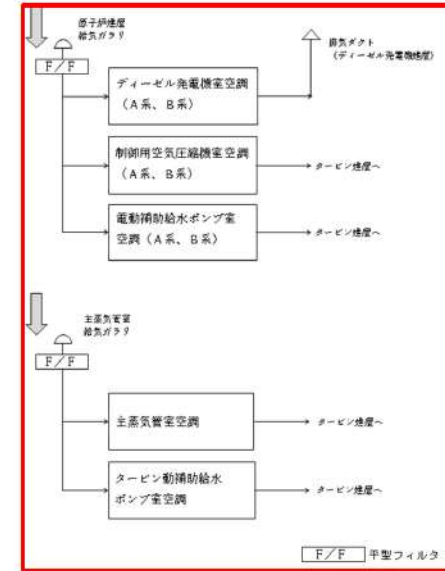 原子炉建屋
給気ガラリ
排気ダクト
(ディーゼル発電機建屋)
F/F
ディーゼル発電機室空調
(A系、B系)
制御用空気圧縮機室空調
(A系、B系)
タービン建屋へ
電動補助給水ポンプ室
空調(A系、B系)
タービン建屋へ
主蒸気管室
給気ガラリ
F/F
主蒸気管室空調
タービン建屋へ
タービン動補助給水
ポンプ室空調
タービン建屋へ
F/F 平型フィルタ